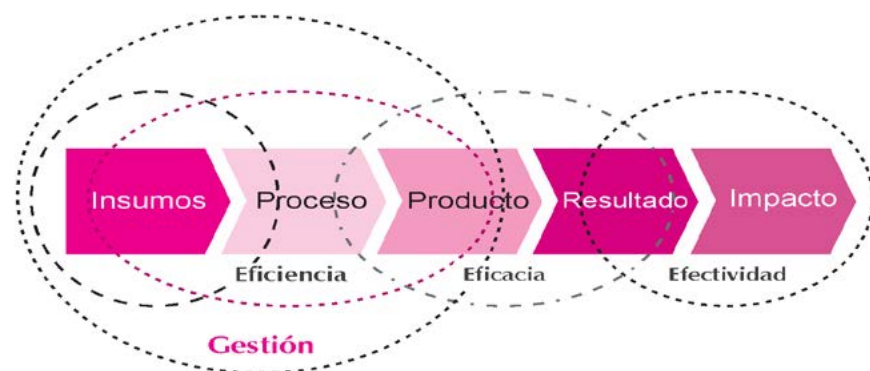 Insumos Proceso Producto Resultado Impacto
Eficiencia Eficacia Efectividad
Gestión